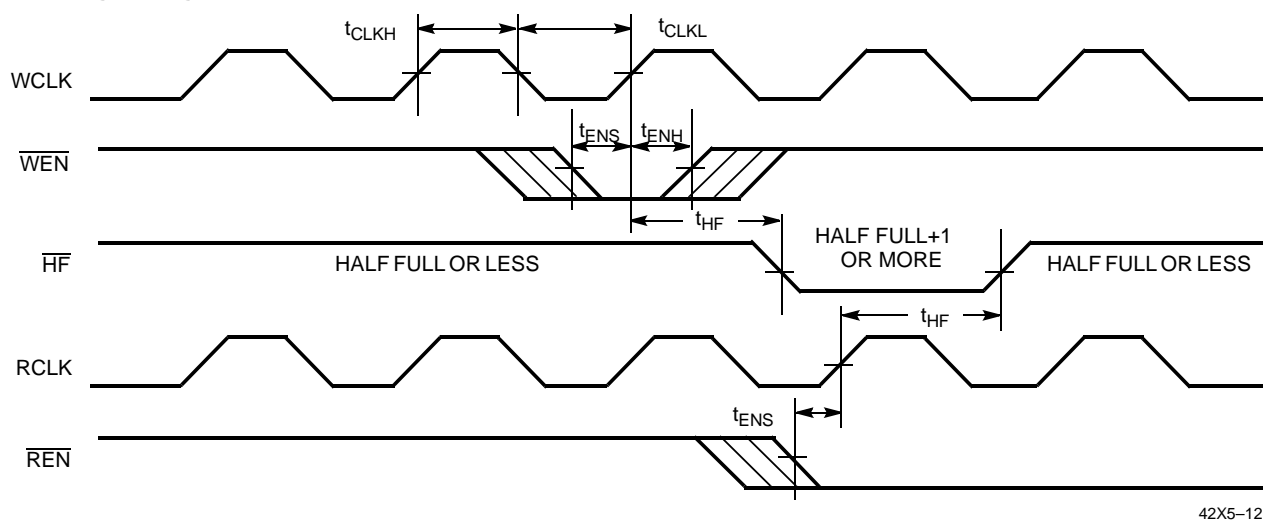 tCLKH
tCLKL
WCLK
tENS
tENH
WEN
tHF
HF
HALF FULL OR LESS
HALF FULL+1
OR MORE
HALF FULL OR LESS
tHF
RCLK
tENS
REN
42X5–12